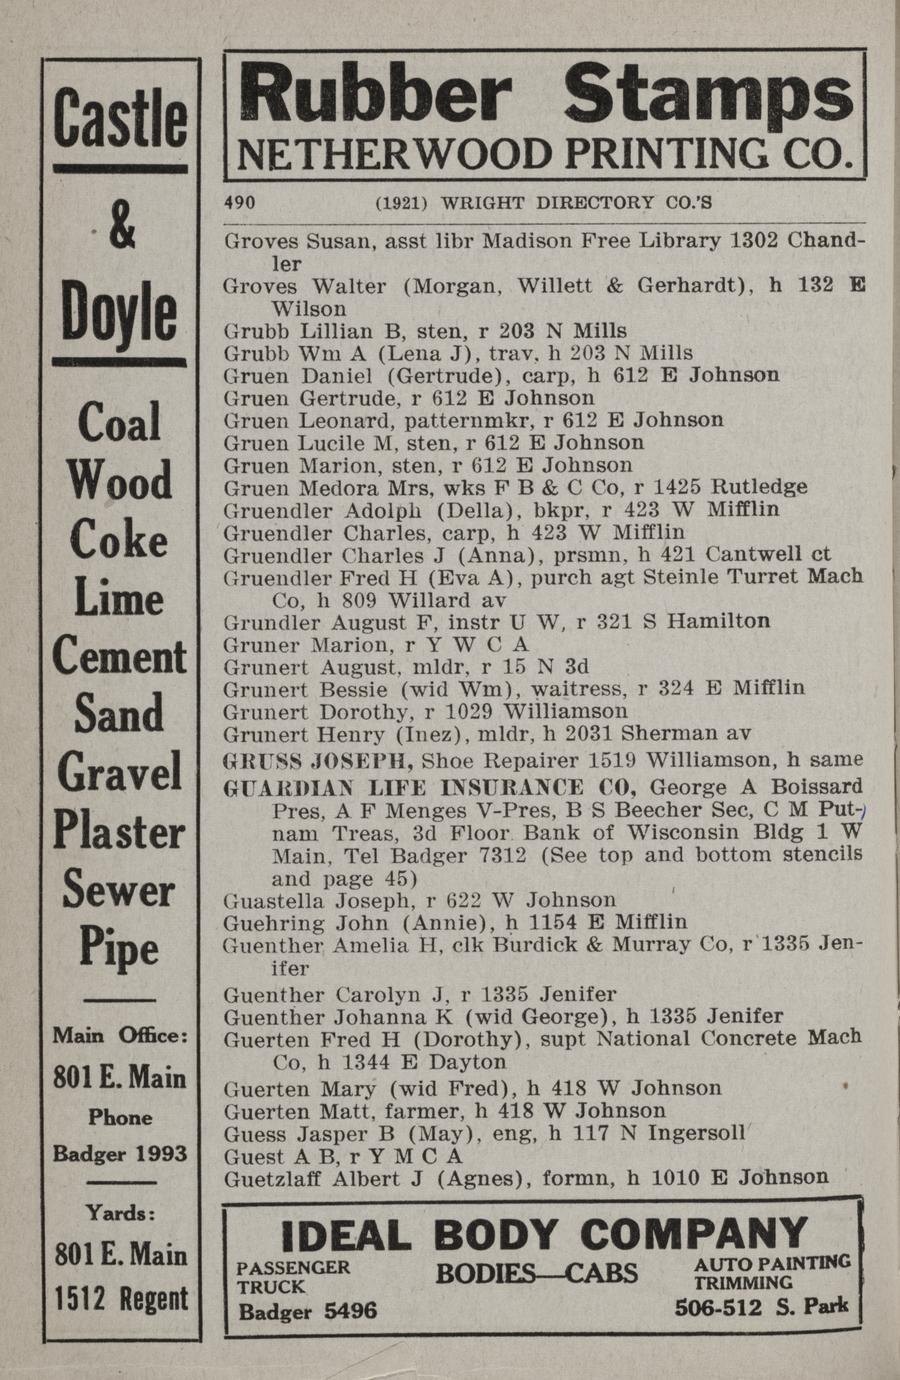 Castle
&
Doyle
Coal
Wood
Coke
Lime
Cement
Sand
Gravel
Plaster
Sewer
Pipe
Main Office:
801 E. Main
Phone
Badger 1993
Yards:
801 E. Main
1512 Regent
Rubber Stamps
NETHERWOOD PRINTING CO.
490 (1921) WRIGHT DIRECTORY CO.'S
Groves Susan, asst libr Madison Free Library 1302 Chand-
ler
Groves Walter (Morgan, Willett & Gerhardt), h 132 E
Wilson
Grubb Lillian B, sten, r 203 N Mills
Grubb Wm A (Lena J), trav, h 203 N Mills
Gruen Daniel (Gertrude), carp, h 612 E Johnson
Gruen Gertrude, r 612 E Johnson
Gruen Leonard, patternmkr, r 612 E Johnson
Gruen Lucile M, sten, r 612 E Johnson
Gruen Marion, sten, r 612 E Johnson
Gruen Medora Mrs, wks F B & C Co, r 1425 Rutledge
Gruendler Adolph (Della), bkpr, r 423 W Mifflin
Gruendler Charles, carp, h 423 W Mifflin
Gruendler Charles J (Anna), prsmn, h 421 Cantwell ct
Gruendler Fred H (Eva A), purch agt Steinle Turret Mach
Co, h 809 Willard av
Grundler August F, instr U W, r 321 S Hamilton
Gruner Marion, r Y W C A
Grunert August, mldr, r 15 N 3d
Grunert Bessie (wid Wm), waitress, r 324 E Mifflin
Grunert Dorothy, r 1029 Williamson
Grunert Henry (Inez), mldr, h 2031 Sherman av
GRUSS JOSEPH, Shoe Repairer 1519 Williamson, h same
GUARDIAN LIFE INSURANCE CO, George A Boissard
Pres, A F Menges V-Pres, B S Beecher Sec, C M Put-
nam Treas, 3d Floor Bank of Wisconsin Bldg 1 W
Main, Tel Badger 7312 (See top and bottom stencils
and page 45)
Guastella Joseph, r 622 W Johnson
Guehring John (Annie), h 1154 E Mifflin
Guenther Amelia H, clk Burdick & Murray Co, r 1335 Jen-
ifer
Guenther Carolyn J, r 1335 Jenifer
Guenther Johanna K (wid George), h 1335 Jenifer
Guerten Fred H (Dorothy), supt National Concrete Mach
Co, h 1344 E Dayton
Guerten Mary (wid Fred), h 418 W Johnson
Guerten Matt, farmer, h 418 W Johnson
Guess Jasper B (May), eng, h 117 N Ingersoll
Guest A B, r Y M C A
Guetzlaff Albert J (Agnes), formn, h 1010 E Johnson
IDEAL BODY COMPANY
PASSENGER
TRUCK
BODIES—CABS
AUTO PAINTING
TRIMMING
Badger 5496
506-512 S. Park